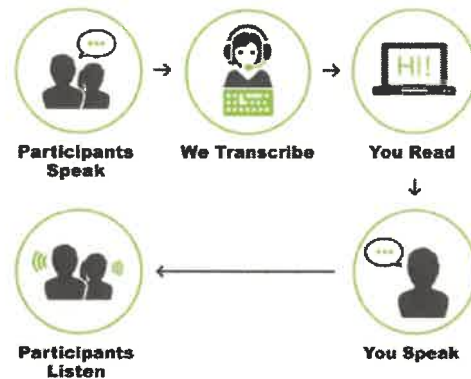 Participants
Speak
We Transcribe
HI!
You Read
You Speak
Participants
Listen